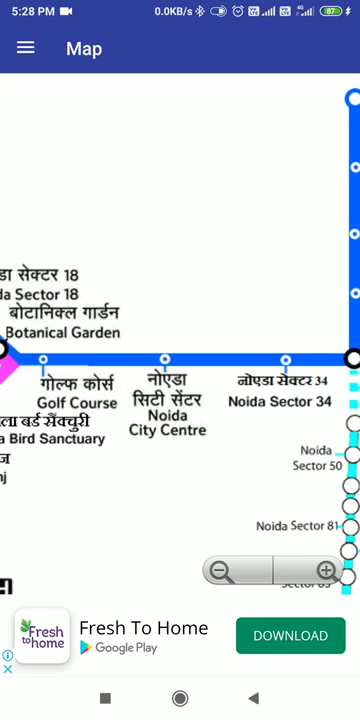 5:28 PM
0.0KB/s
4G
87
Map
डा सेक्टर 18
da Sector 18
बोटानिक्ल गार्डन
Botanical Garden
गोल्फ कोर्स
Golf Course
नोएडा
सिटी सेंटर
Noida
City Centre
नोएडा सेक्टर 34
Noida Sector 34
ला बर्ड सैंक्चुरी
a Bird Sanctuary
ज
nj
Noida
Sector 50
Noida Sector 81
Fresh
to home
Fresh To Home
Google Play
DOWNLOAD